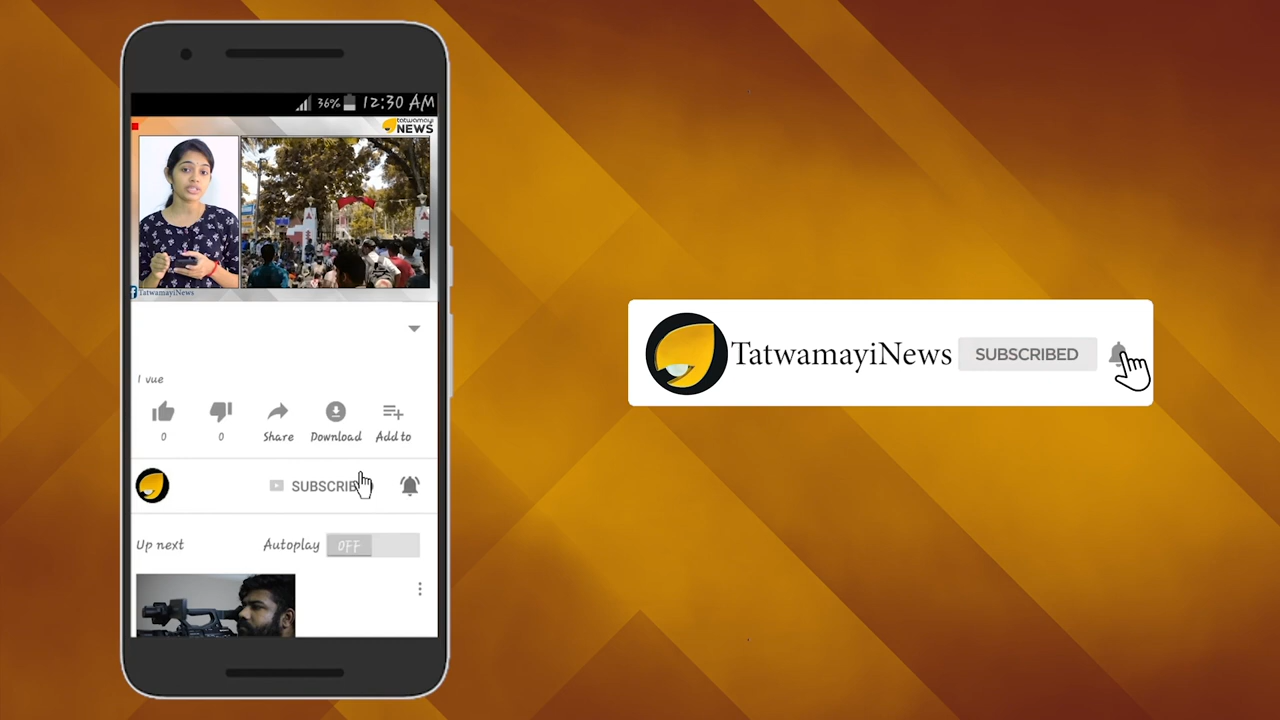 36% 12:30 AM
tatwamayi
NEWS
TatwamayiNews
1 vue
0 0 Share Download Add to
SUBSCRIB
Up next Autoplay OFF
TatwamayiNews SUBSCRIBED